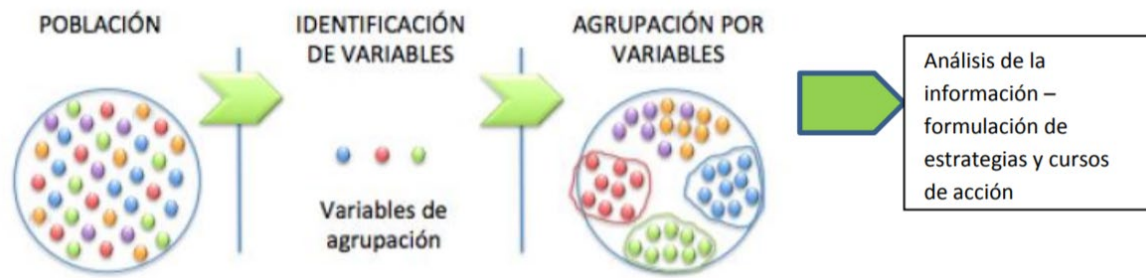 POBLACIÓN
IDENTIFICACIÓN
DE VARIABLES
AGRUPACIÓN POR
VARIABLES
Variables de
agrupación
Análisis de la
información –
formulación de
estrategias y cursos
de acción